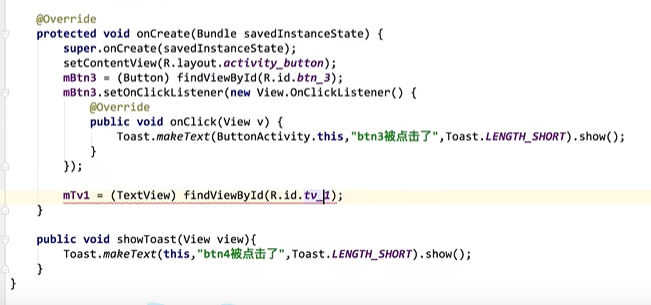 @Override
protected void onCreate(Bundle savedInstanceState) {
super.onCreate(savedInstanceState);
setContentView(R.layout.activity_button);
mBtn3 = (Button) findViewById(R.id.btn_3);
mBtn3.setOnClickListener(new View.OnClickListener() {
@Override
public void onClick(View v) {
Toast.makeText(ButtonActivity.this,"btn3被点击了",Toast.LENGTH_SHORT).show();
}
});
mTv1 = (TextView) findViewById(R.id.tv_1);
}
public void showToast(View view){
Toast.makeText(this,"btn4被点击了",Toast.LENGTH_SHORT).show();
}
}